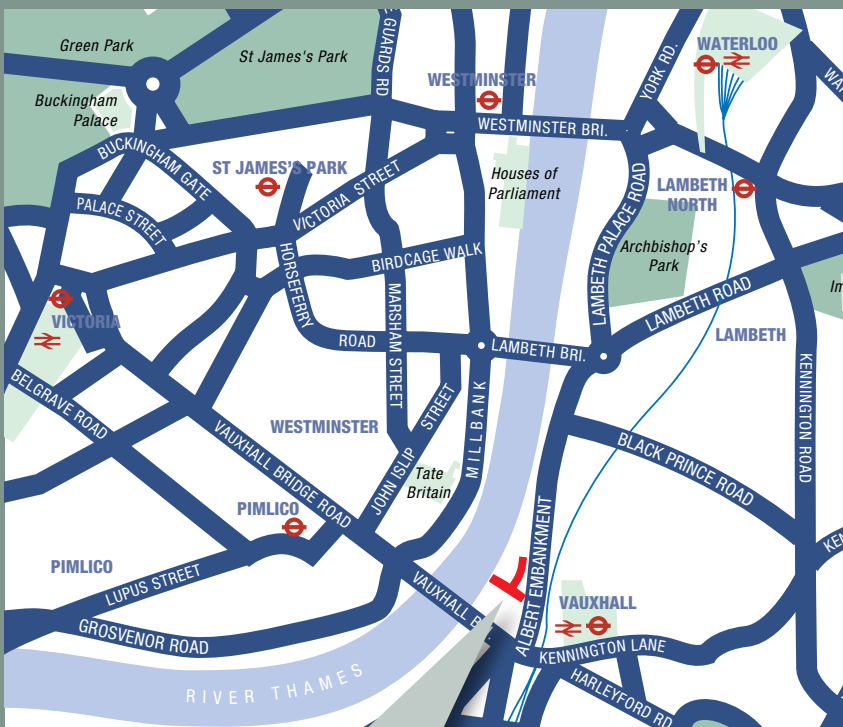 Green Park
St James's Park
E GUARDS RD
WESTMINSTER
YORK RD.
WATERLOO
Buckingham
Palace
WESTMINSTER BRI.
BUCKINGHAM GATE
ST JAMES'S PARK
VICTORIA STREET
Houses of
Parliament
LAMBETH
NORTH
PALACE STREET
HORSEFERRY
ROAD
BIRDCAGE WALK
LAMBETH PALACE ROAD
Archbishop's
Park
LAMBETH ROAD
VICTORIA
MARSHAM STREET
LAMBETH BRI.
LAMBETH
KENNINGTON ROAD
BELGRAVE ROAD
WESTMINSTER
VAUXHALL BRIDGE ROAD
JOHN ISLIP STREET
MILLBANK
Tate
Britain
BLACK PRINCE ROAD
PIMLICO
PIMLICO
LUPUS STREET
GROSVENOR ROAD
VAUXHALL
ALBERT EMBANKMENT
VAUXHALL
KENNINGTON LANE
HARLEYFORD RD
RIVER THAMES